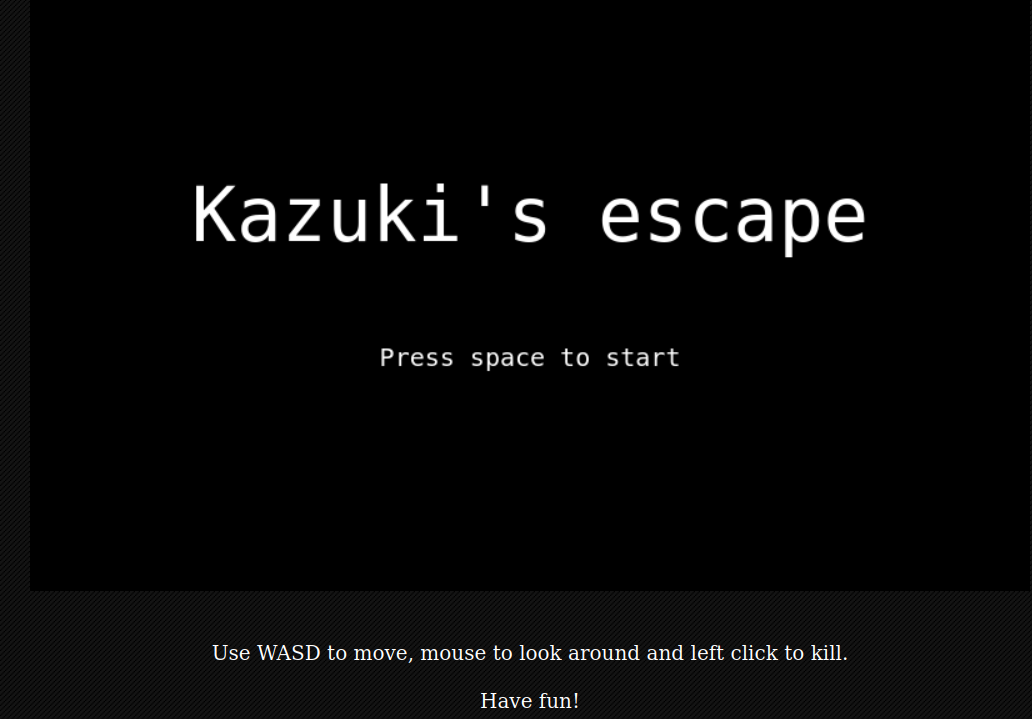 Kazuki's escape
Press space to start
Use WASD to move, mouse to look around and left click to kill.
Have fun!